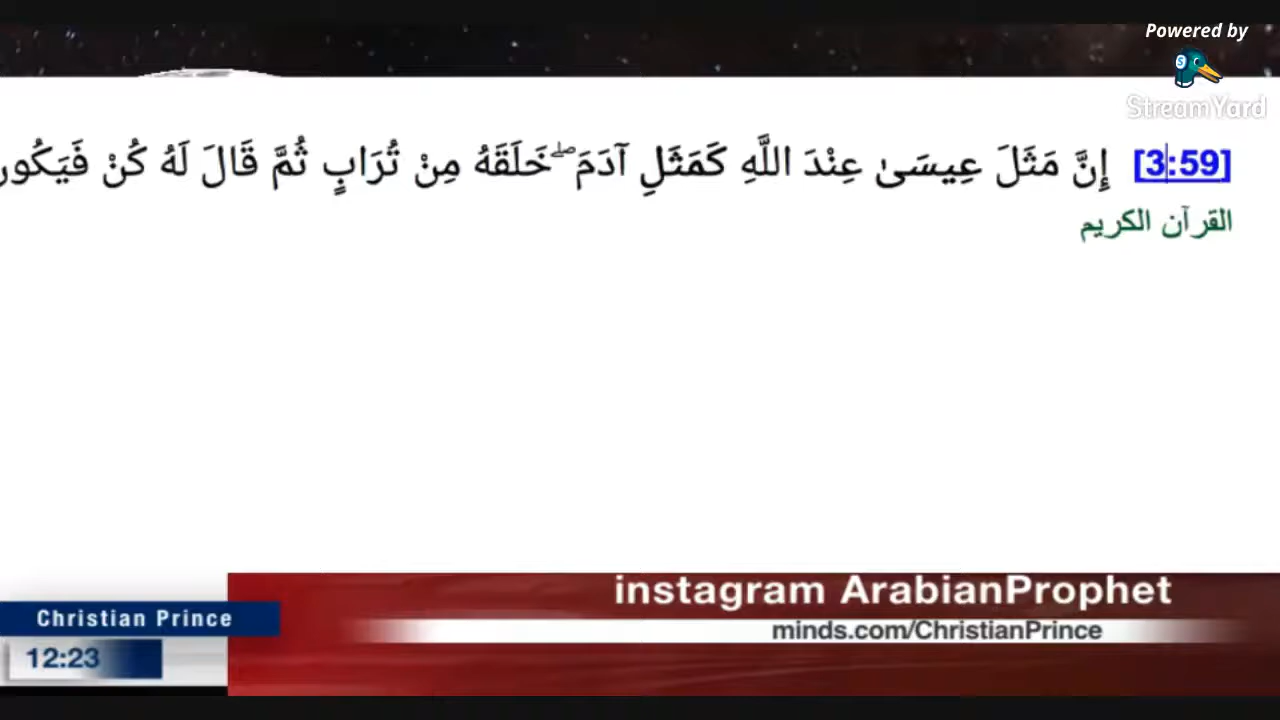 Powered by
StreamYard
[3:59] إِنَّ مَثَلَ عِيسَىٰ عِنْدَ اللَّهِ كَمَثَلِ آدَمَ ۖ خَلَقَهُ مِنْ تُرَابٍ ثُمَّ قَالَ لَهُ كُنْ فَيَكُون
القرآن الكريم
instagram ArabianProphet
Christian Prince
minds.com/ChristianPrince
12:23